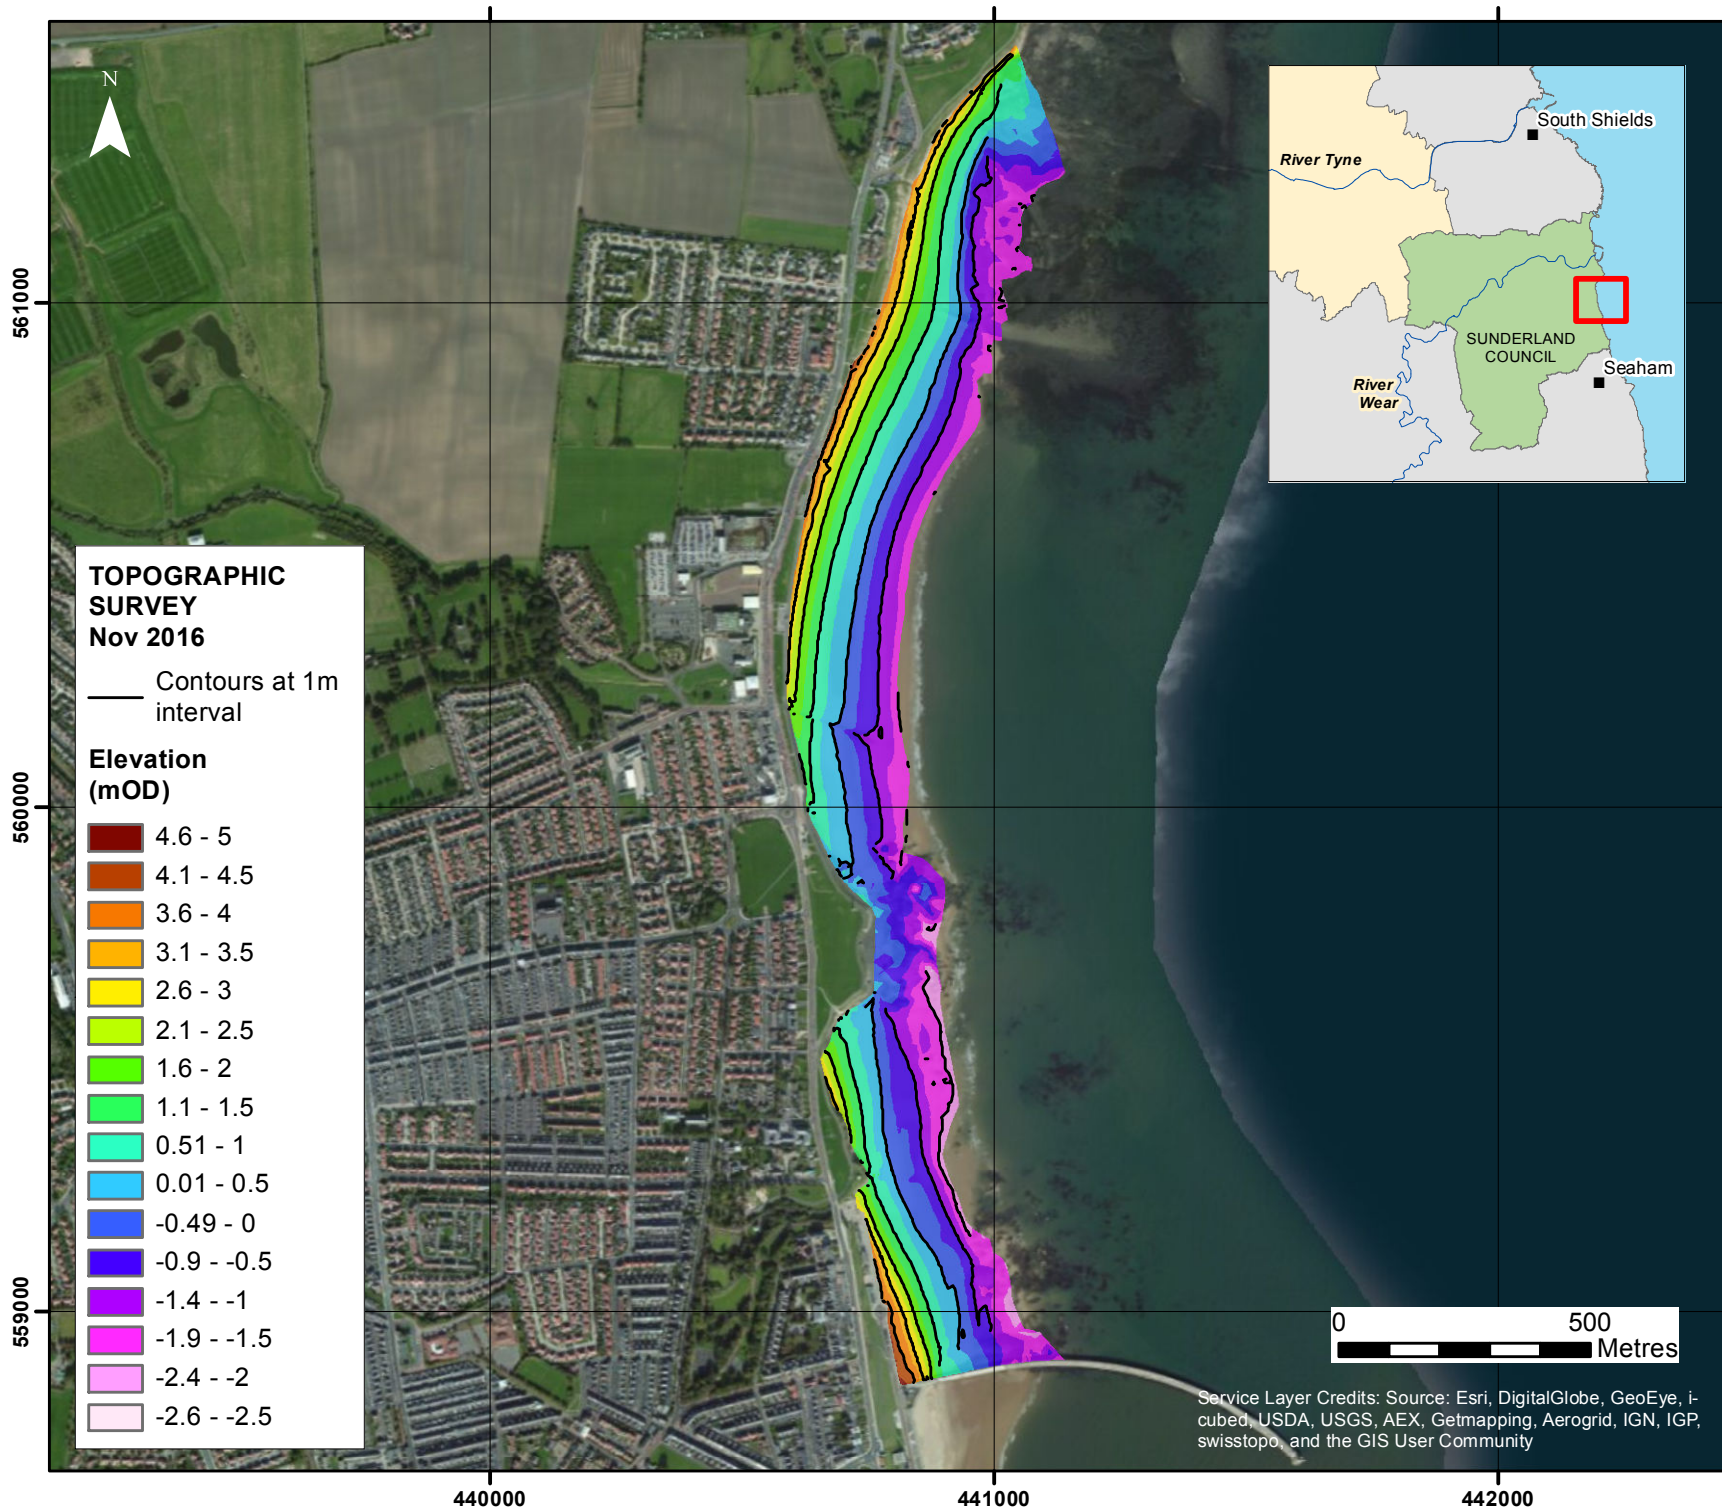 N
South Shields
River Tyne
SUNDERLAND
COUNCIL
Seaham
River
Wear
TOPOGRAPHIC
SURVEY
Nov 2016
Contours at 1m
interval
Elevation
(mOD)
4.6 - 5
4.1 - 4.5
3.6 - 4
3.1 - 3.5
2.6 - 3
2.1 - 2.5
1.6 - 2
1.1 - 1.5
0.51 - 1
0.01 - 0.5
-0.49 - 0
-0.9 - -0.5
-1.4 - -1
-1.9 - -1.5
-2.4 - -2
-2.6 - -2.5
561000
560000
559000
0 500
Metres
Service Layer Credits: Source: Esri, DigitalGlobe, GeoEye, i-
cubed, USDA, USGS, AEX, Getmapping, Aerogrid, IGN, IGP,
swisstopo, and the GIS User Community
440000 441000 442000